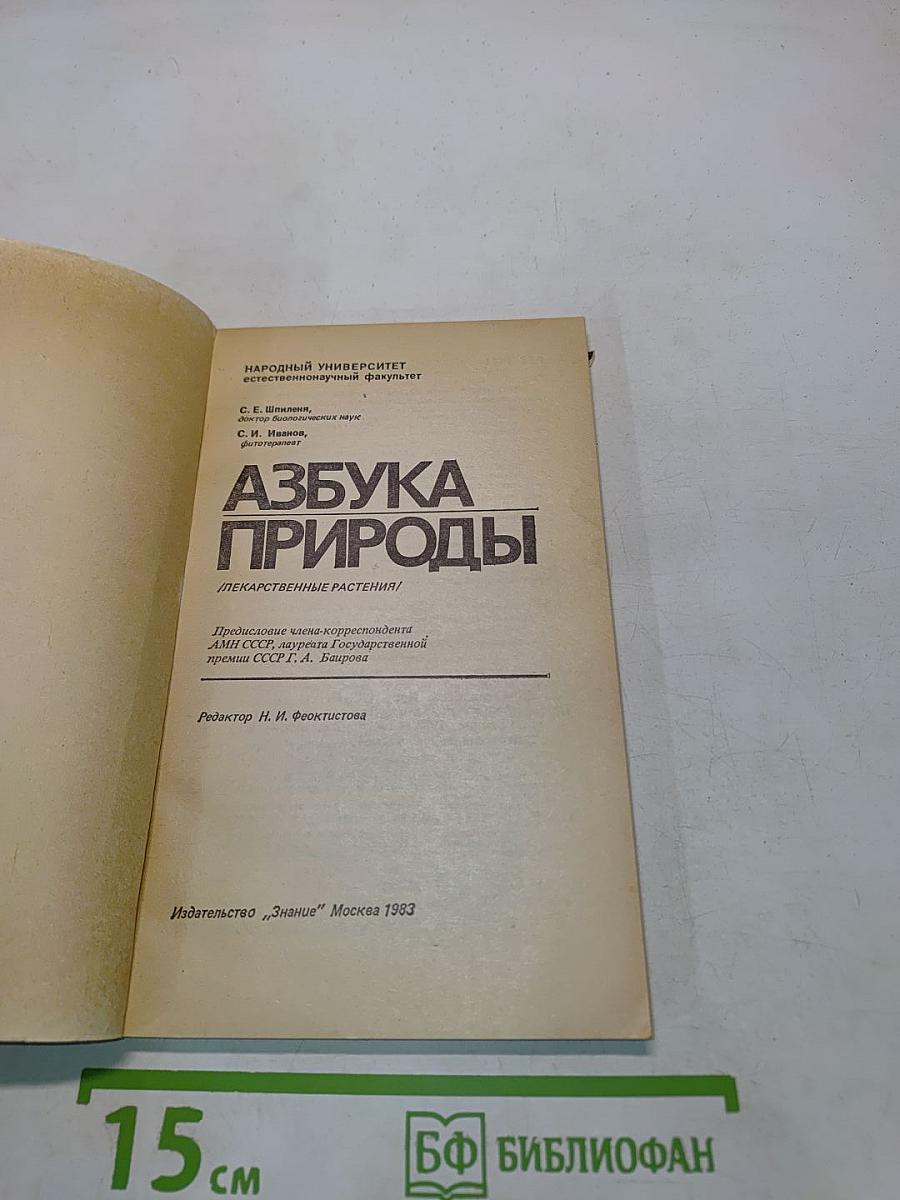 НАРОДНЫЙ УНИВЕРСИТЕТ
естественнонаучный факультет
С. Е. Шпиленя,
доктор биологических наук
С. И. Иванов,
фитотерапевт
АЗБУКА
ПРИРОДЫ
/ЛЕКАРСТВЕННЫЕ РАСТЕНИЯ/
Предисловие члена-корреспондента
АМН СССР, лауреата Государственной
премии СССР Г. А. Баирова
Редактор Н. И. Феоктистова
Издательство „Знание" Москва 1983
15 см
БФ БИБЛИОФАН